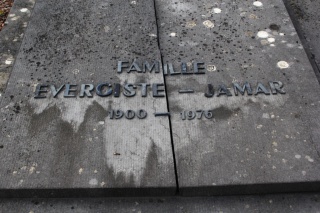 FAMILLE
EVERCISTE - JAMAR
1900 - 1976